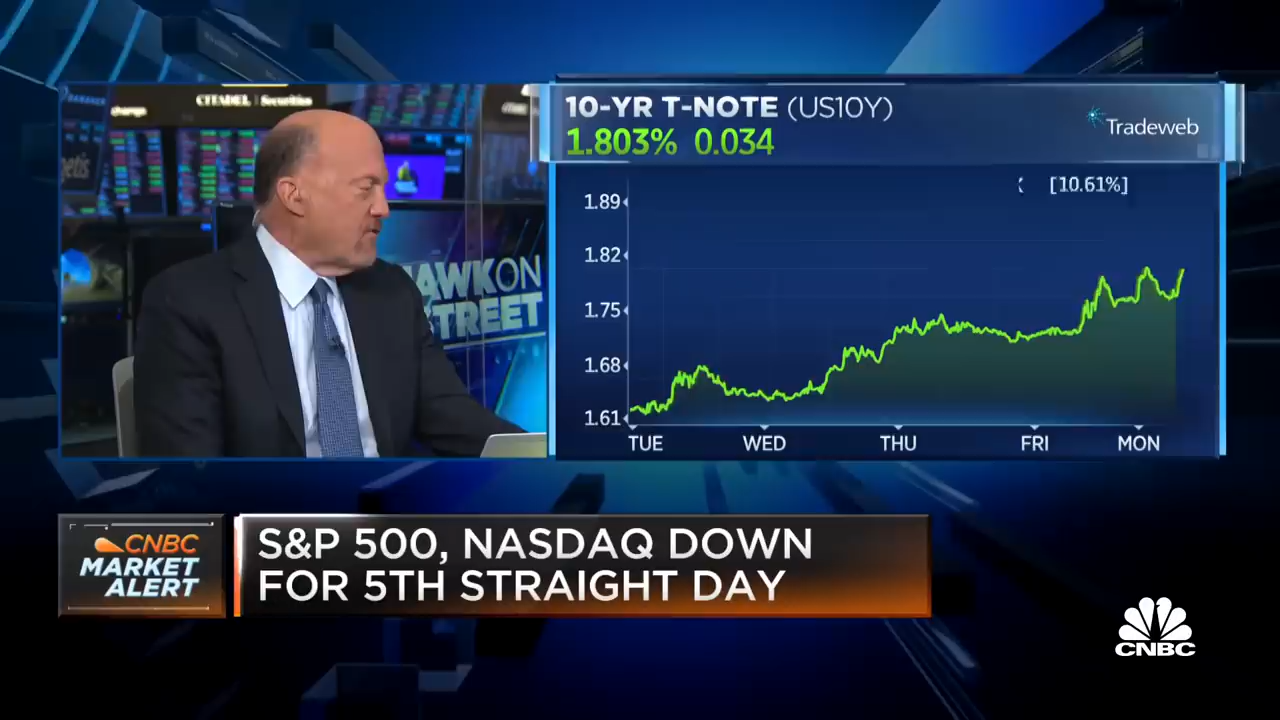 CITADEL | Securities
10-YR T-NOTE (US10Y)
1.803% 0.034
Tradeweb
[10.61%]
1.89
1.82
1.75
1.68
1.61
TUE WED THU FRI MON
AWKON
STREET
CNBC
MARKET
ALERT
S&P 500, NASDAQ DOWN
FOR 5TH STRAIGHT DAY
CNBC